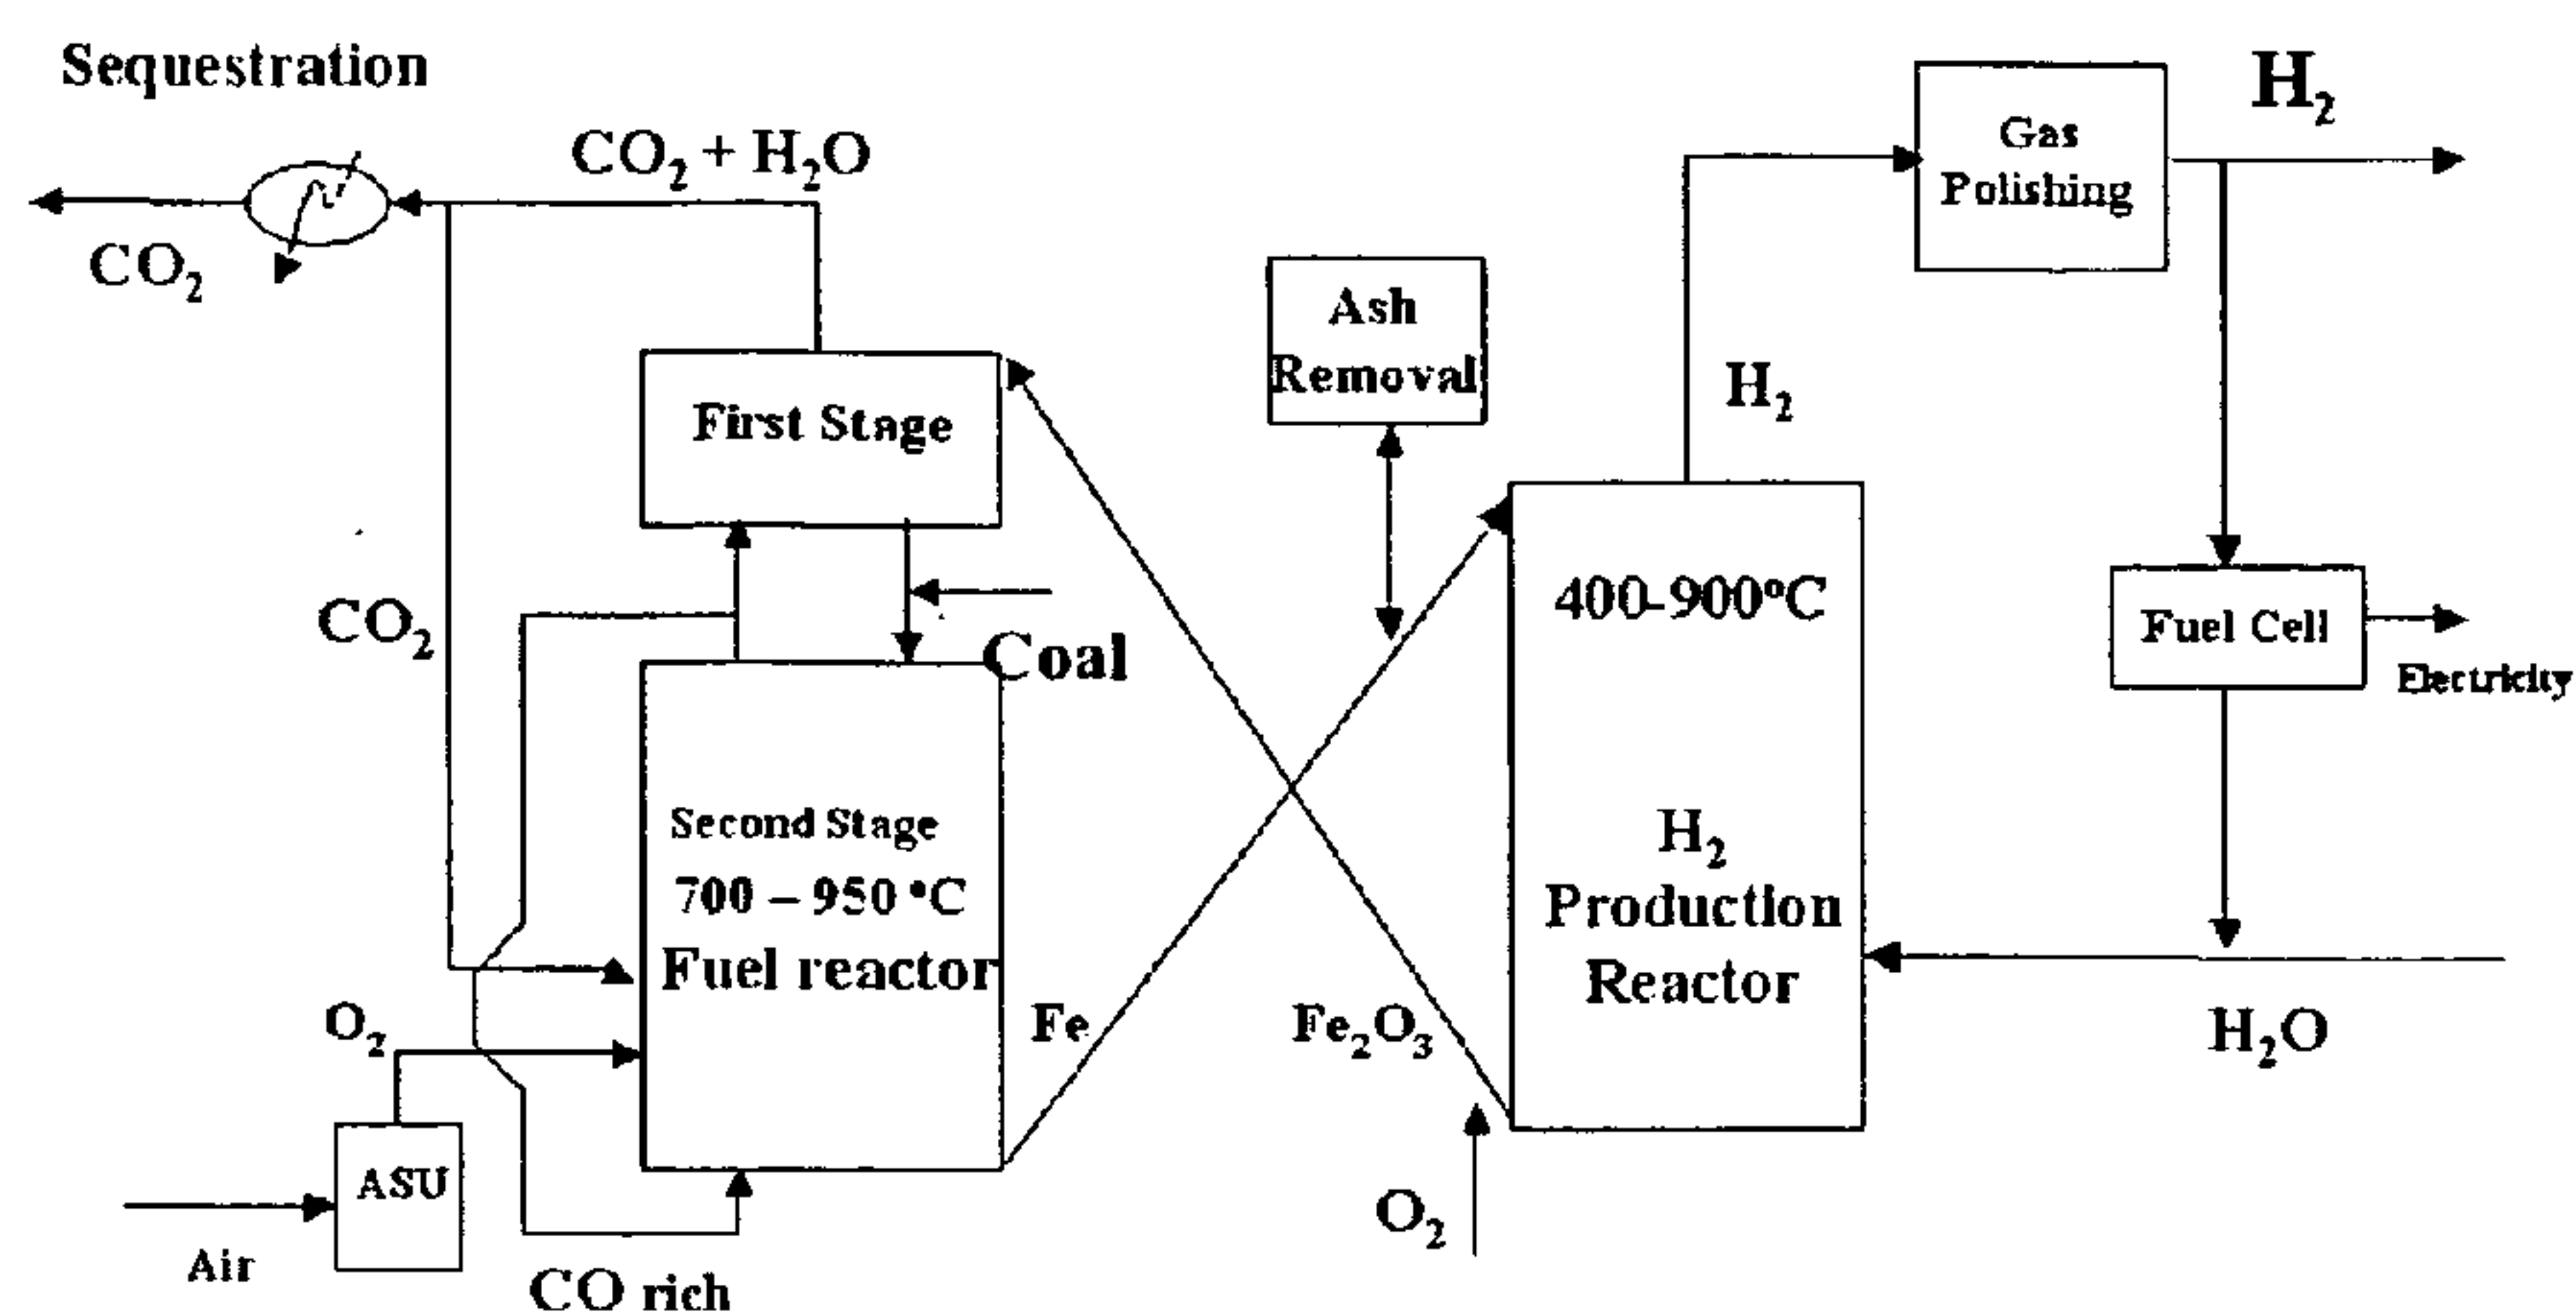 Sequestration
CO₂ + H₂O
CO₂
H₂
Gas
Polishing
Ash
Removal
First Stage
H₂
CO₂
Coal
400-900°C
Fuel Cell
Electricity
Second Stage
700 – 950 °C
Fuel reactor
H₂
Production
Reactor
O₂
Fe
Fe₂O₃
H₂O
ASU
Air
O₂
CO rich